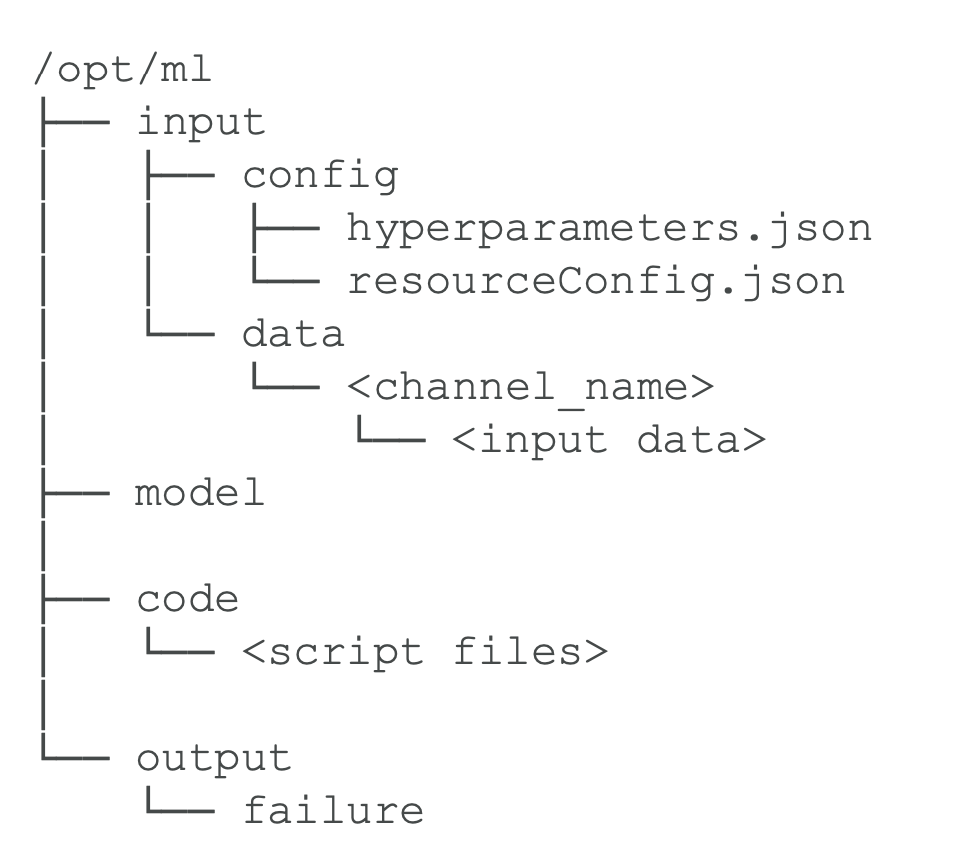 /opt/ml
├── input
│   ├── config
│   │   ├── hyperparameters.json
│   │   └── resourceConfig.json
│   └── data
│       └── <channel_name>
│           └── <input data>
├── model
│
├── code
│   └── <script files>
│
└── output
    └── failure